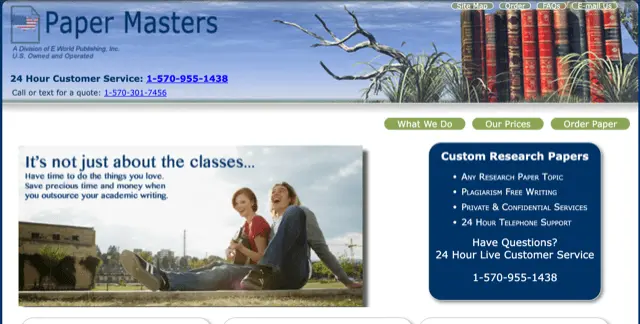 Site Map
Order
FAQs
E-mail Us
Paper Masters
A Division of E World Publishing, Inc.
U.S. Owned and Operated
24 Hour Customer Service: 1-570-955-1438
Call or text for a quote: 1-570-301-7456
What We Do
Our Prices
Order Paper
It's not just about the classes...
Have time to do the things you love.
Save precious time and money when
you outsource your academic writing.
Custom Research Papers
• Any Research Paper Topic
• Plagiarism Free Writing
• Private & Confidential Services
• 24 Hour Telephone Support
Have Questions?
24 Hour Live Customer Service
1-570-955-1438